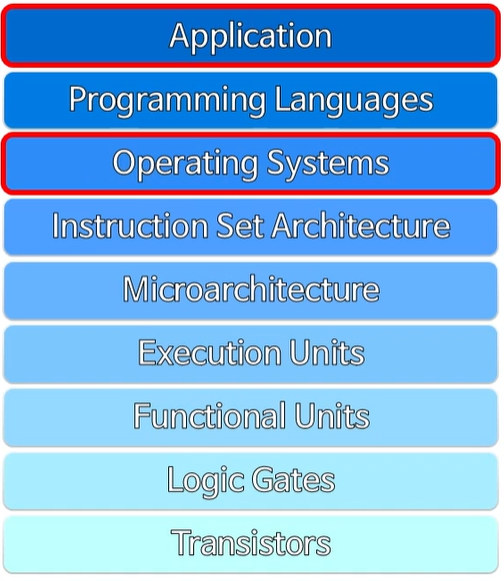 Application
Programming Languages
Operating Systems
Instruction Set Architecture
Microarchitecture
Execution Units
Functional Units
Logic Gates
Transistors